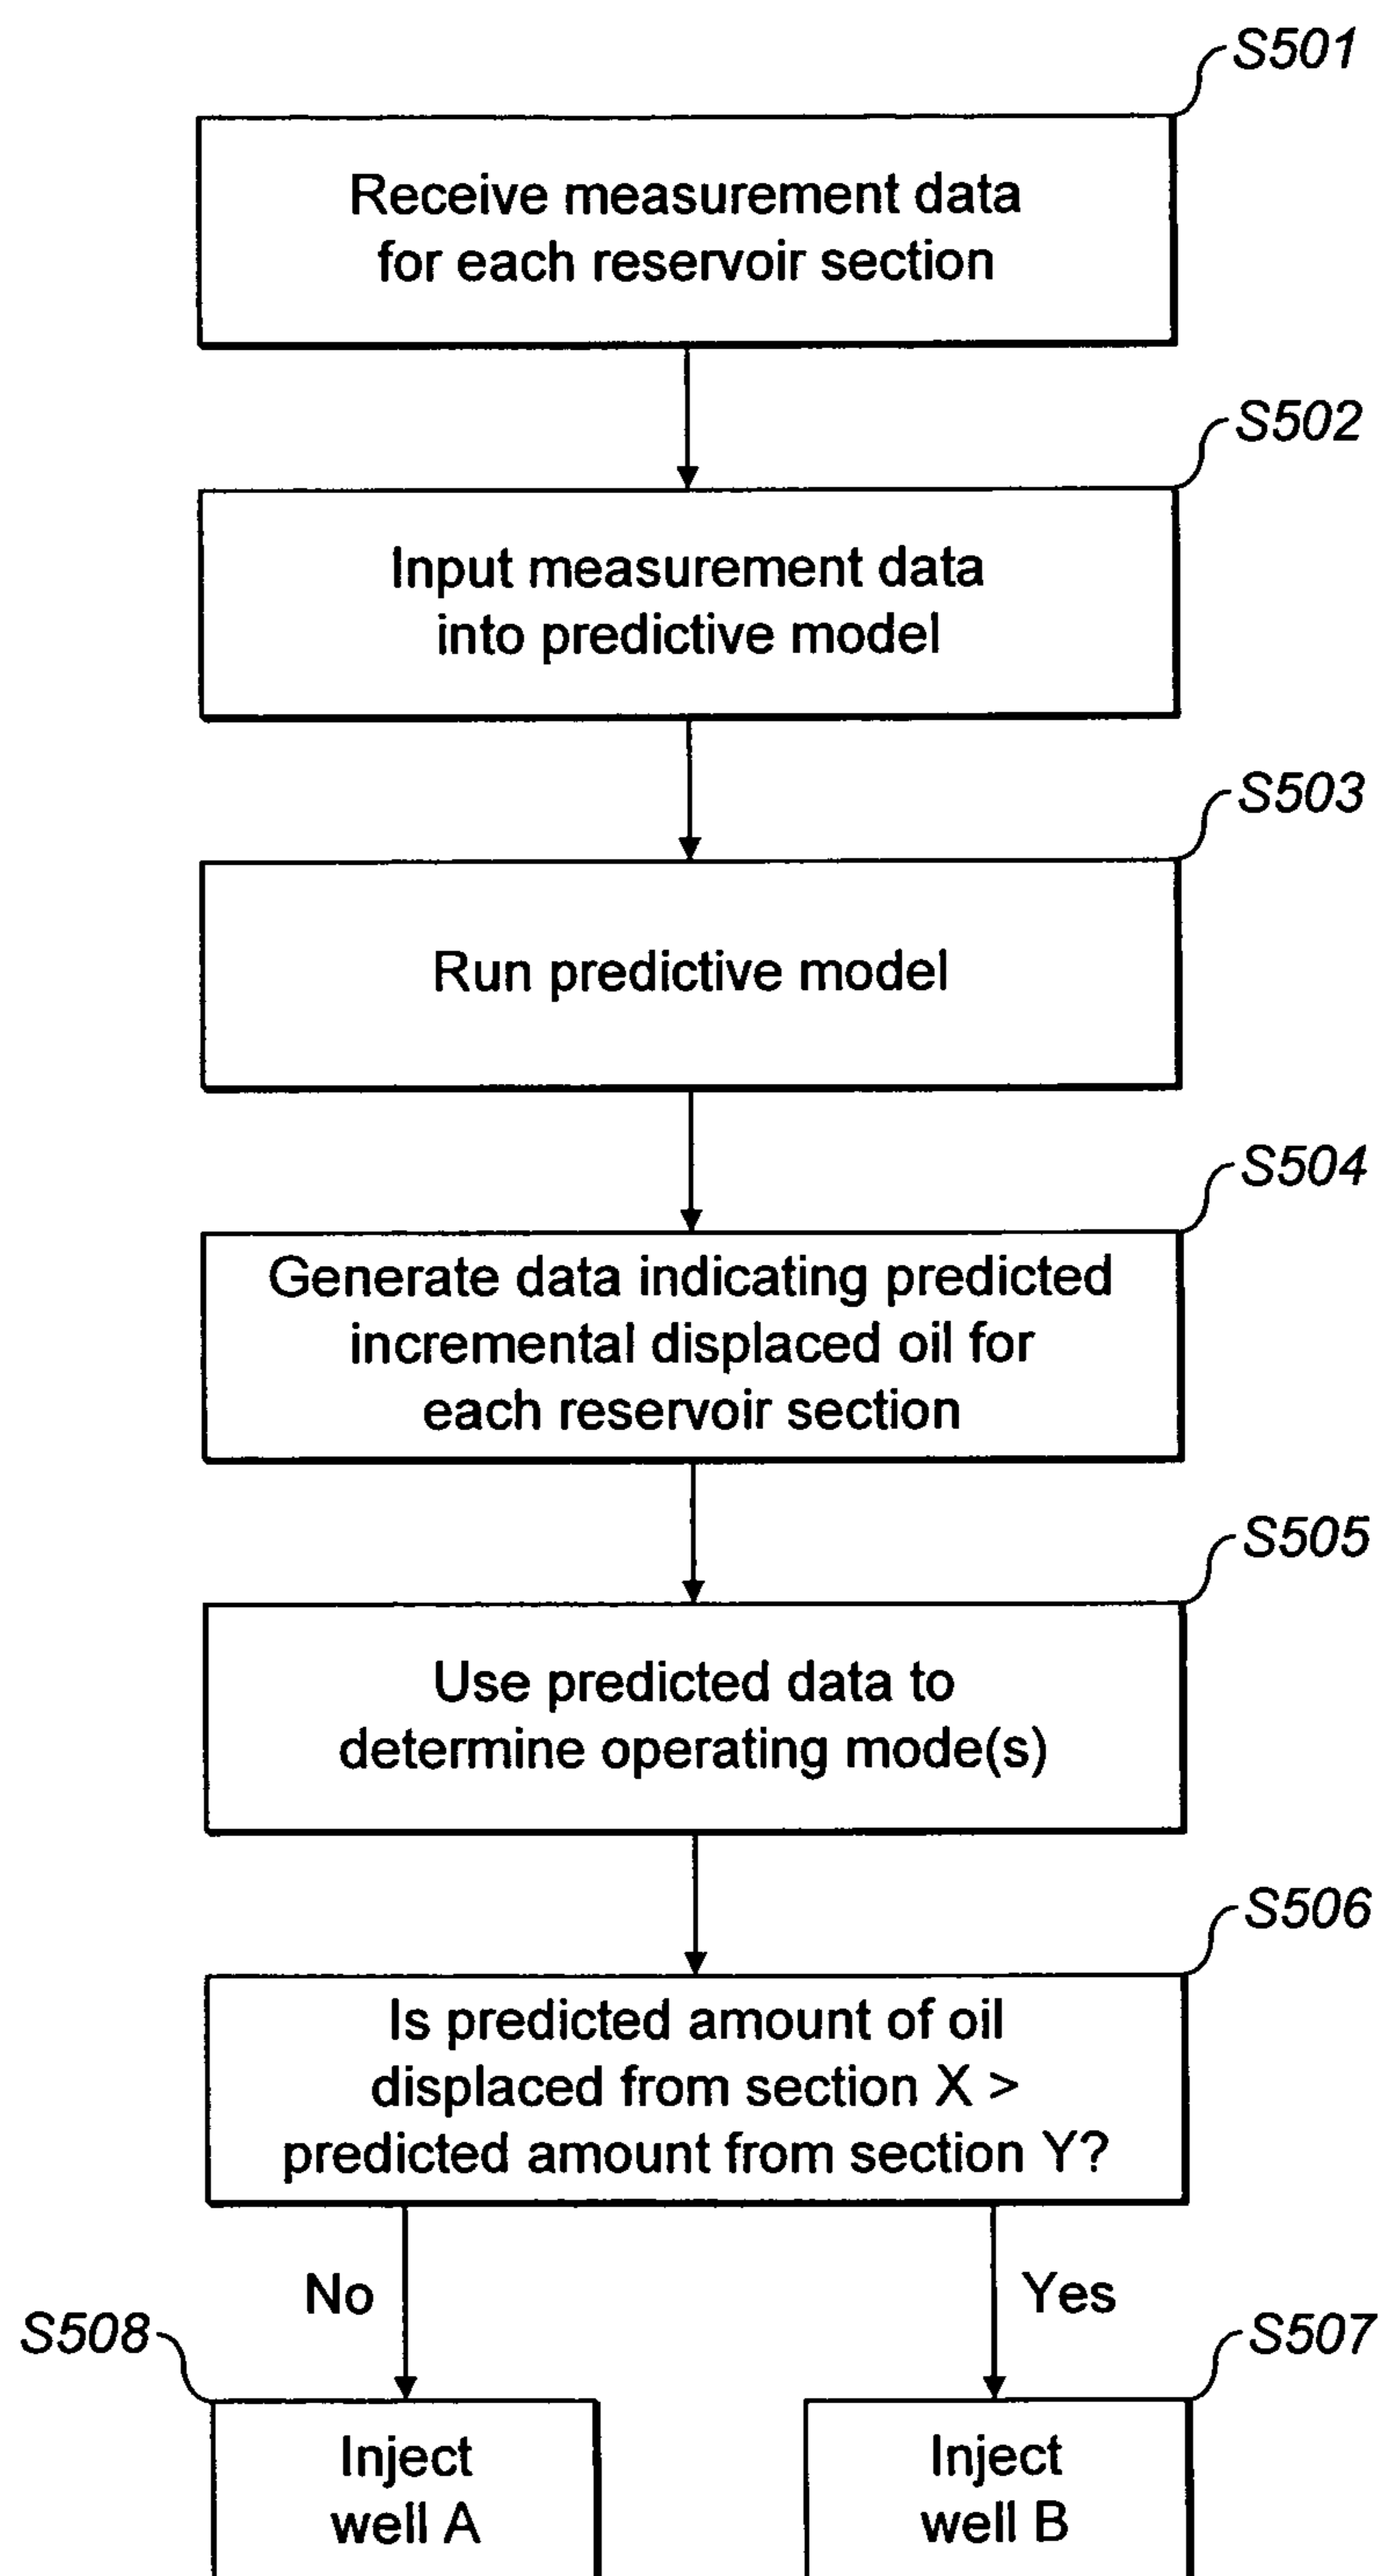 S501
Receive measurement data
for each reservoir section
S502
Input measurement data
into predictive model
S503
Run predictive model
S504
Generate data indicating predicted
incremental displaced oil for
each reservoir section
S505
Use predicted data to
determine operating mode(s)
S506
Is predicted amount of oil
displaced from section X >
predicted amount from section Y?
No
Yes
S508
S507
Inject
well A
Inject
well B